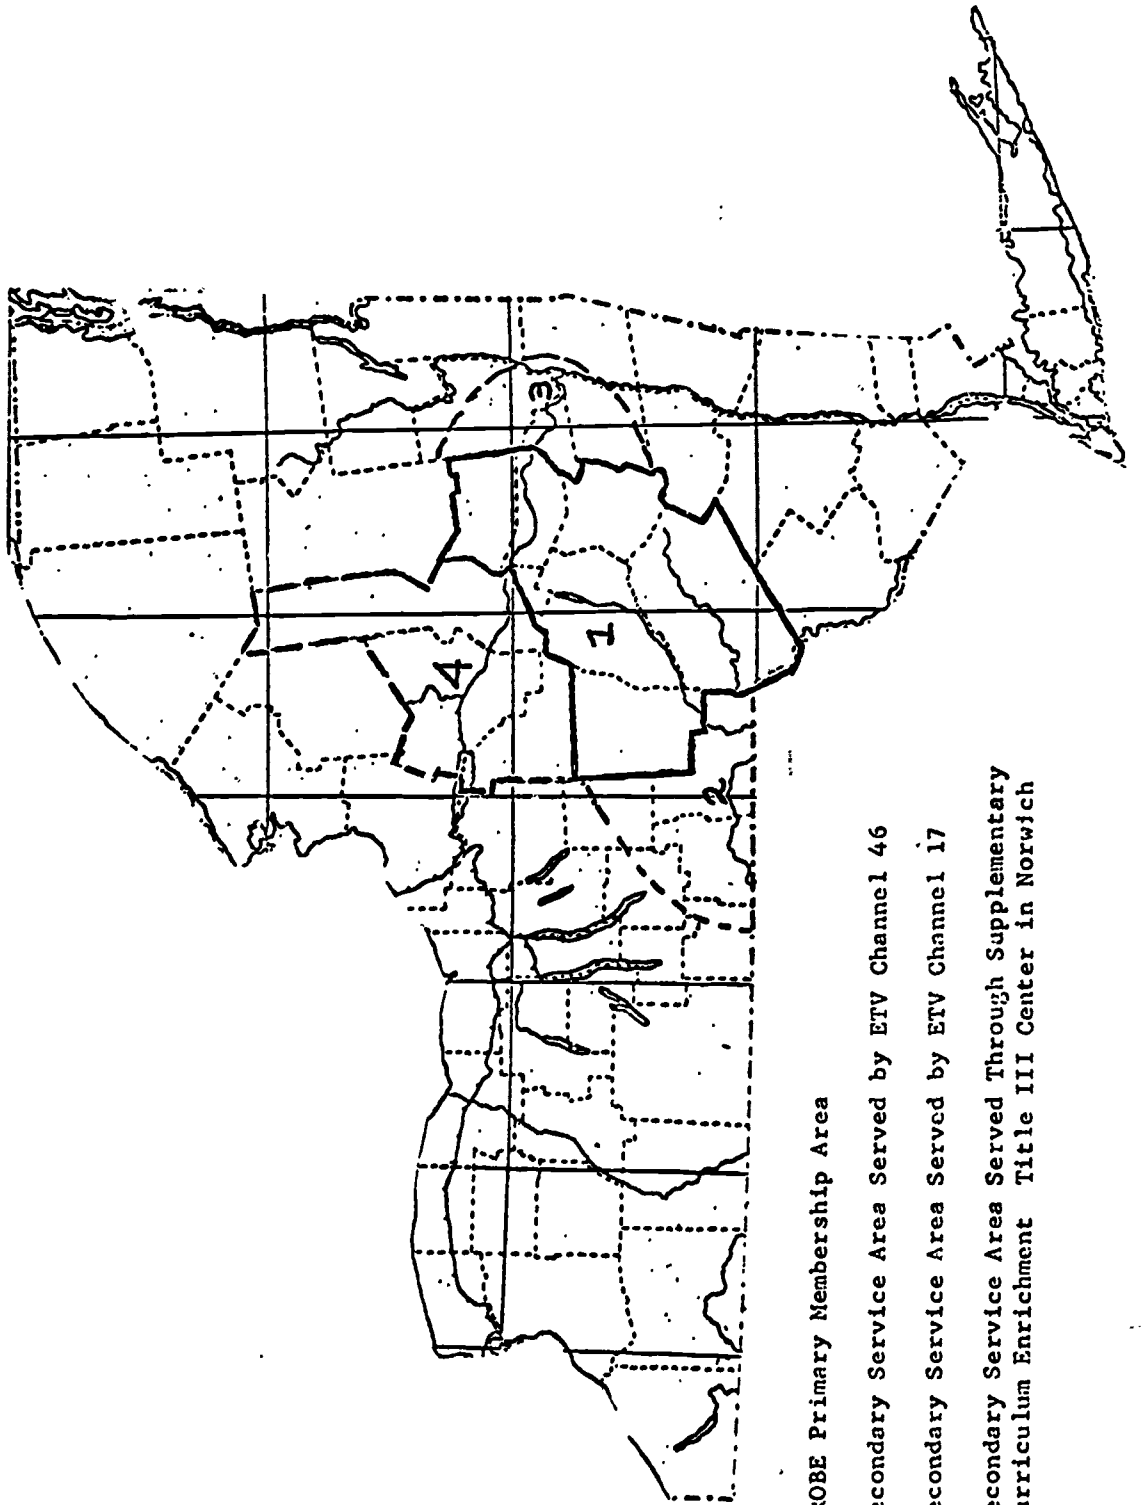 3
4
1
2
ROBE Primary Membership Area
econdary Service Area Served by ETV Channel 46
econdary Service Area Served by ETV Channel 17
econdary Service Area Served Through Supplementary
urriculum Enrichment Title III Center in Norwich